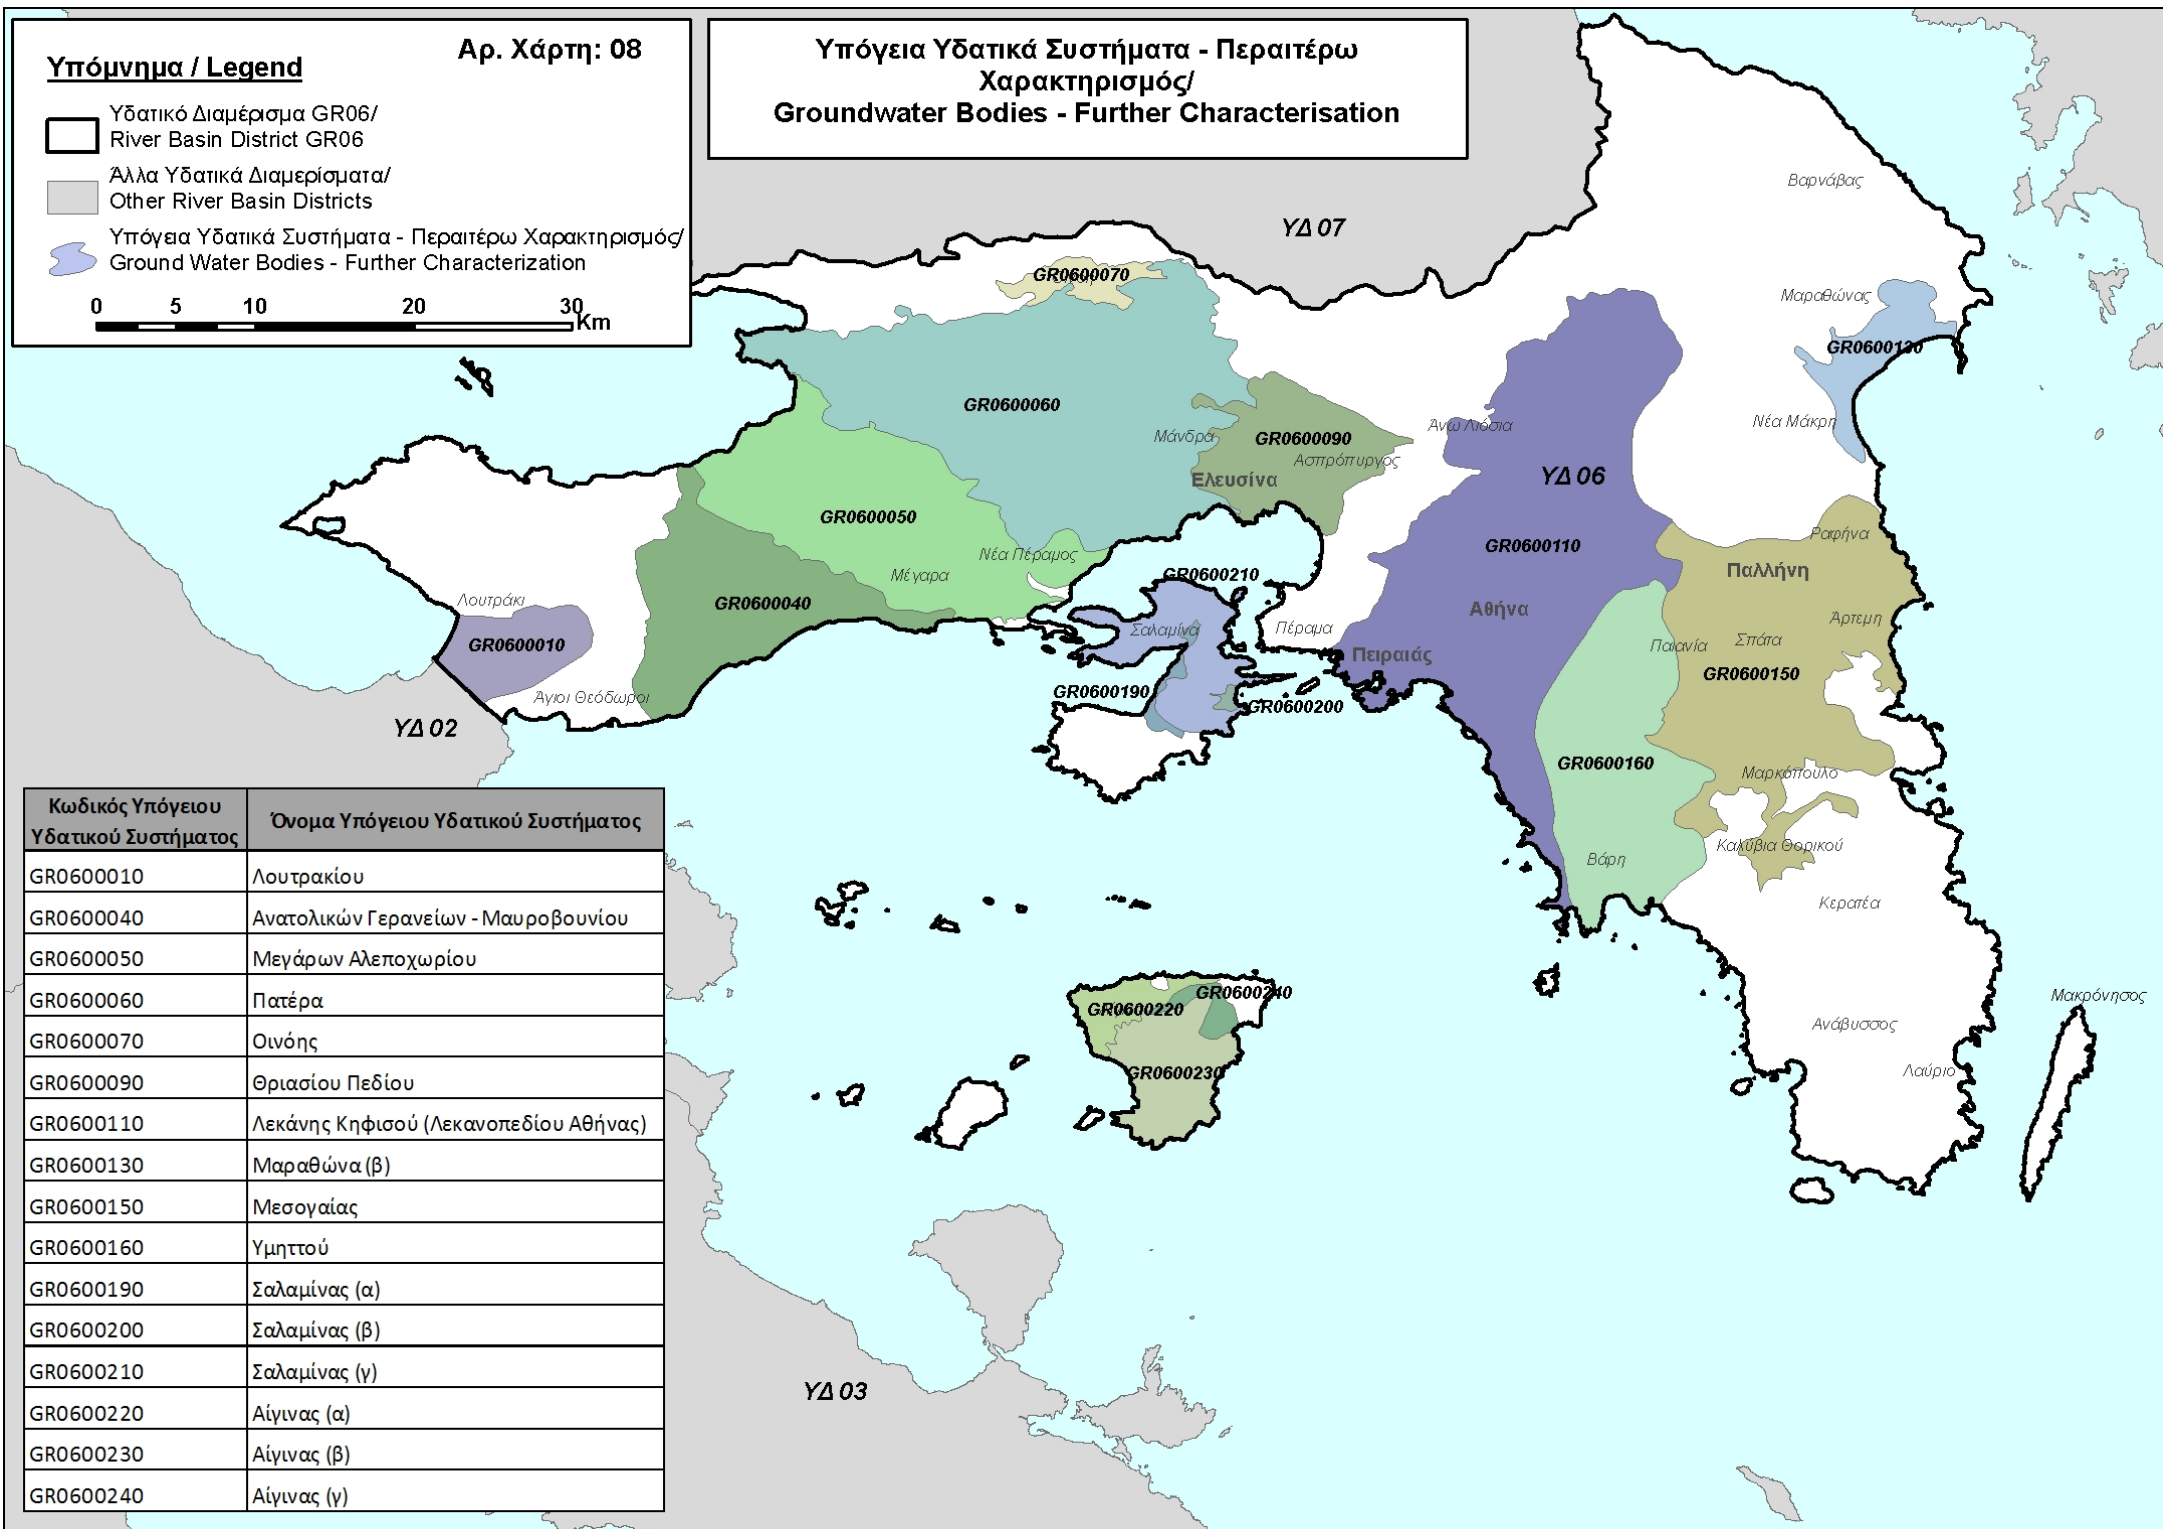 Υπόμνημα / Legend
Αρ. Χάρτη: 08
Υδατικό Διαμέρισμα GR06/
River Basin District GR06
Άλλα Υδατικά Διαμερίσματα/
Other River Basin Districts
Υπόγεια Υδατικά Συστήματα - Περαιτέρω Χαρακτηρισμός/
Ground Water Bodies - Further Characterization
0 5 10 20 30
Km
Υπόγεια Υδατικά Συστήματα - Περαιτέρω
Χαρακτηρισμός/
Groundwater Bodies - Further Characterisation
Βαρνάβας
ΥΔ 07
GR0600070
Μαραθώνας
GR0600130
GR0600060
Νέα Μάκρη
Μάνδρα
GR0600090
Άνω Λιόσια
Ασπρόπυργος
Ελευσίνα
ΥΔ 06
GR0600050
Ραφήνα
GR0600110
Νέα Πέραμος
Μέγαρα
GR0600210
Παλλήνη
Λουτράκι
GR0600040
Αθήνα
Άρτεμη
Σαλαμίνα
Πέραμα
GR0600010
Παιανία
Σπάτα
Πειραιάς
GR0600150
Άγιοι Θεόδωροι
GR0600190
GR0600200
ΥΔ 02
GR0600160
Μαρκόπουλο
Καλύβια Θορικού
Βάρη
Κερατέα
GR0600240
GR0600220
Μακρόνησος
Ανάβυσσος
GR0600230
Λαύριο
ΥΔ 03
Κωδικός Υπόγειου
Υδατικού Συστήματος
Όνομα Υπόγειου Υδατικού Συστήματος
GR0600010 Λουτρακίου
GR0600040 Ανατολικών Γερανείων - Μαυροβουνίου
GR0600050 Μεγάρων Αλεποχωρίου
GR0600060 Πατέρα
GR0600070 Οινόης
GR0600090 Θριασίου Πεδίου
GR0600110 Λεκάνης Κηφισού (Λεκανοπεδίου Αθήνας)
GR0600130 Μαραθώνα (β)
GR0600150 Μεσογαίας
GR0600160 Υμηττού
GR0600190 Σαλαμίνας (α)
GR0600200 Σαλαμίνας (β)
GR0600210 Σαλαμίνας (γ)
GR0600220 Αίγινας (α)
GR0600230 Αίγινας (β)
GR0600240 Αίγινας (γ)